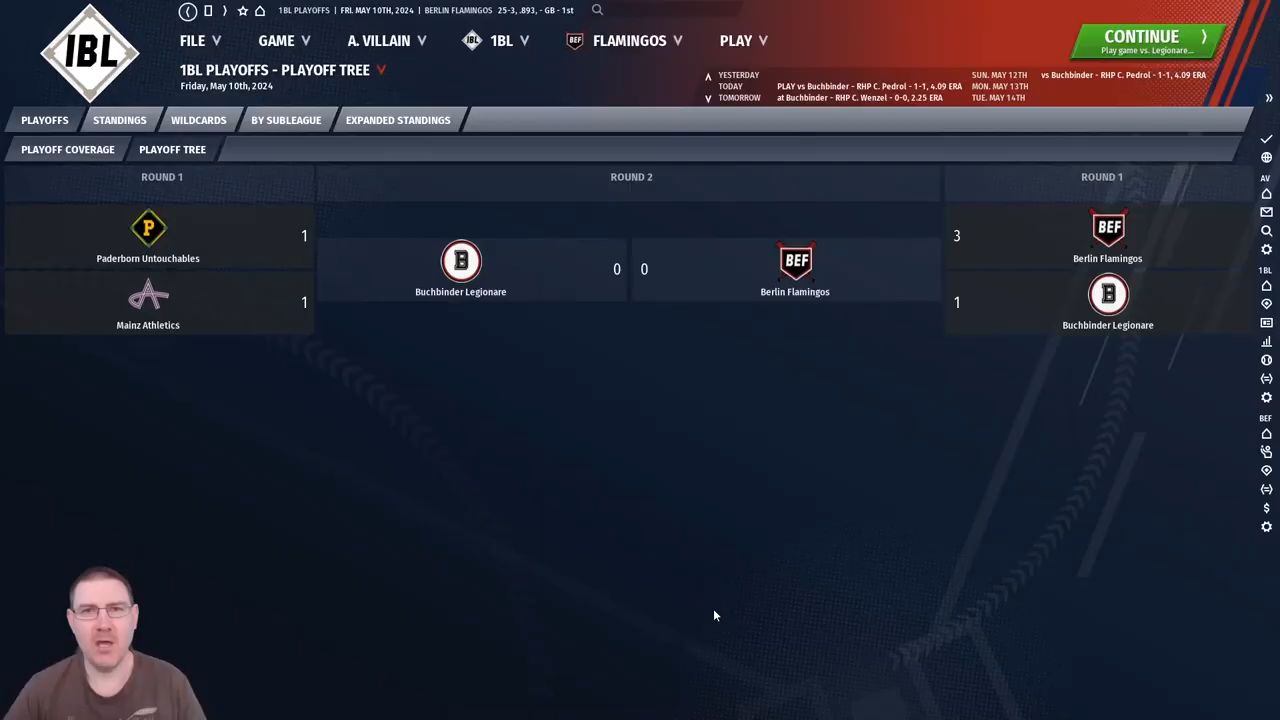 IBL
1BL PLAYOFFS | FRI. MAY 10TH, 2024 | BERLIN FLAMINGOS 25-3, .893, - GB - 1st
FILE GAME A. VILLAIN 1BL FLAMINGOS PLAY
1BL PLAYOFFS - PLAYOFF TREE
Friday, May 10th, 2024
CONTINUE
Play game vs. Legionare...
YESTERDAY SUN. MAY 12TH vs Buchbinder - RHP C. Pedrol - 1-1, 4.09 ERA
TODAY PLAY vs Buchbinder - RHP C. Pedrol - 1-1, 4.09 ERA MON. MAY 13TH
TOMORROW at Buchbinder - RHP C. Wenzel - 0-0, 2.25 ERA TUE. MAY 14TH
PLAYOFFS STANDINGS WILDCARDS BY SUBLEAGUE EXPANDED STANDINGS
PLAYOFF COVERAGE PLAYOFF TREE
ROUND 1 ROUND 2 ROUND 1
P
Paderborn Untouchables 1
A
Mainz Athletics 1
B
Buchbinder Legionare 0
0 BEF
Berlin Flamingos
3 BEF
Berlin Flamingos
1 B
Buchbinder Legionare
AV
1BL
BEF
$